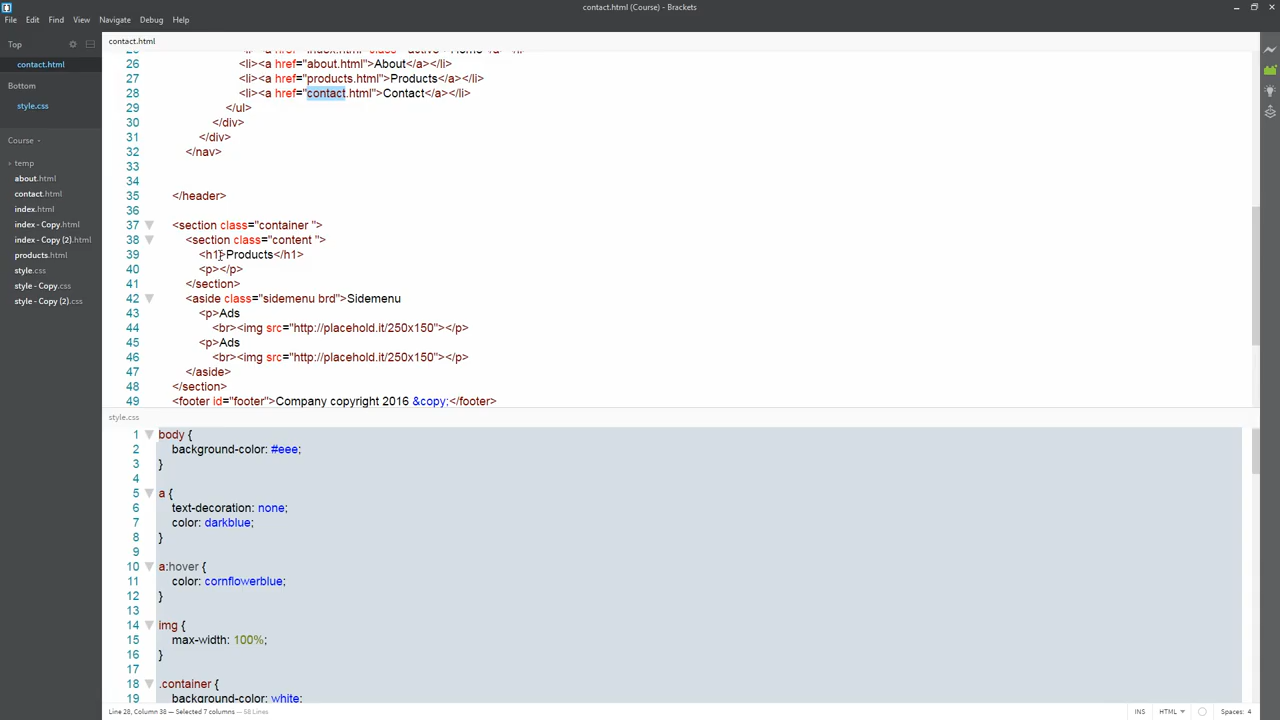 contact.html (Course) - Brackets
File Edit Find View Navigate Debug Help
Top
contact.html
Bottom
style.css
Course
temp
about.html
contact.html
index.html
index - Copy.html
index - Copy (2).html
products.html
style.css
style - Copy.css
style - Copy (2).css
contact.html
26 <li><a href="about.html">About</a></li>
27 <li><a href="products.html">Products</a></li>
28 <li><a href="contact.html">Contact</a></li>
29 </ul>
30 </div>
31 </div>
32 </nav>
33
34
35 </header>
36
37 <section class="container ">
38 <section class="content ">
39 <h1>Products</h1>
40 <p></p>
41 </section>
42 <aside class="sidemenu brd">Sidemenu
43 <p>Ads
44 <br><img src="http://placehold.it/250x150"></p>
45 <p>Ads
46 <br><img src="http://placehold.it/250x150"></p>
47 </aside>
48 </section>
49 <footer id="footer">Company copyright 2016 &copy;</footer>
style.css
1 body {
2 background-color: #eee;
3 }
4
5 a {
6 text-decoration: none;
7 color: darkblue;
8 }
9
10 a:hover {
11 color: cornflowerblue;
12 }
13
14 img {
15 max-width: 100%;
16 }
17
18 .container {
19 background-color: white;
Line 28, Column 38 — Selected 7 columns — 58 Lines
INS HTML Spaces: 4